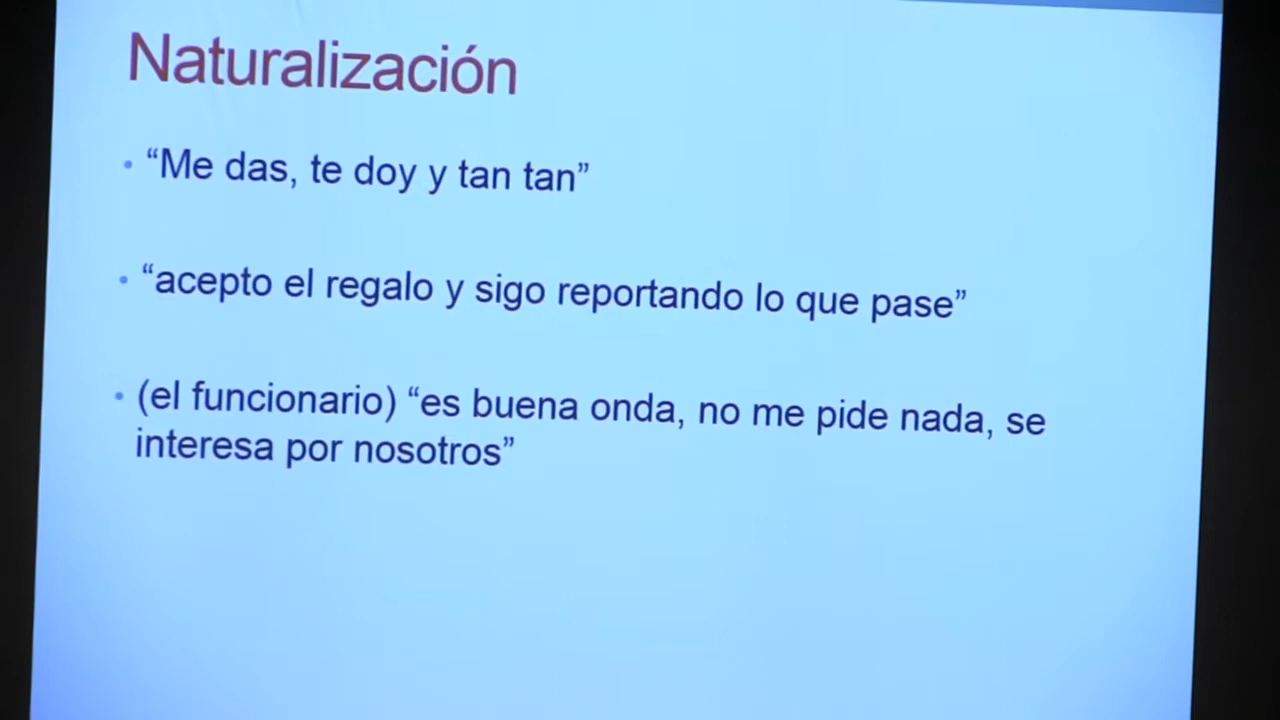 Naturalización
• “Me das, te doy y tan tan”
• “acepto el regalo y sigo reportando lo que pase”
• (el funcionario) “es buena onda, no me pide nada, se
interesa por nosotros”